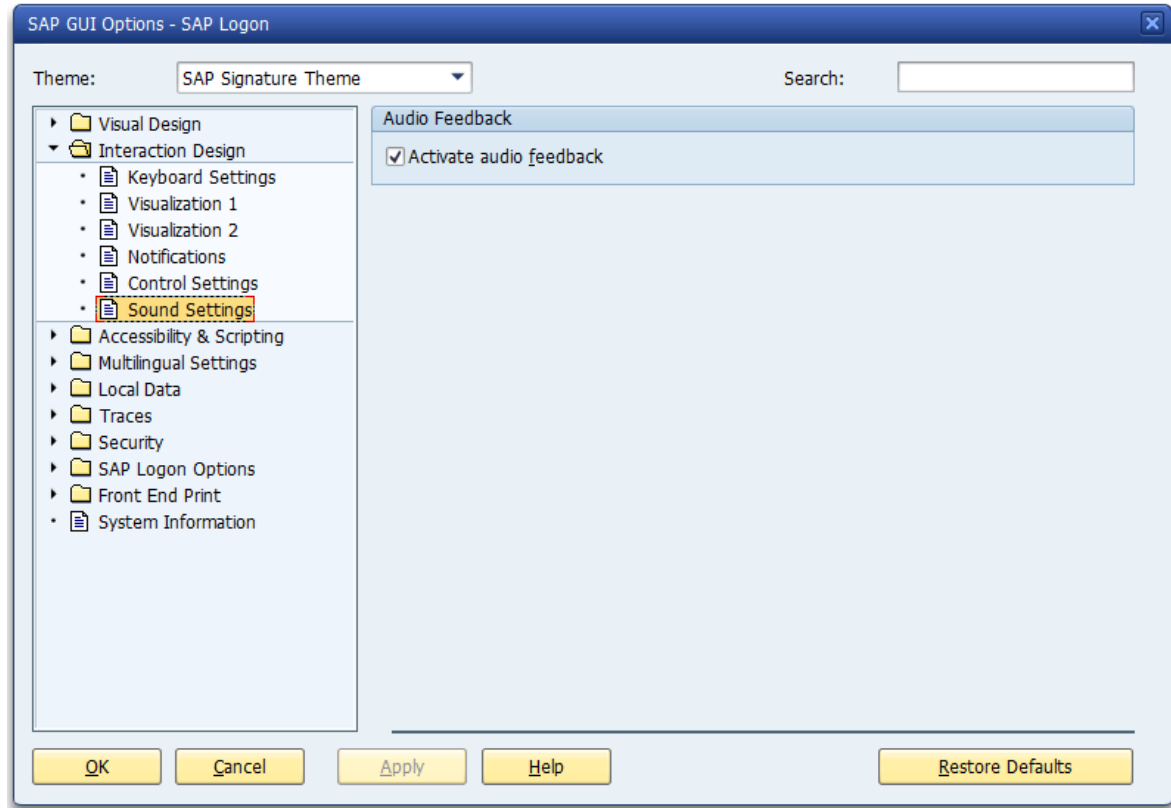 SAP GUI Options - SAP Logon
Theme:
SAP Signature Theme
Search:
Visual Design
Interaction Design
Keyboard Settings
Visualization 1
Visualization 2
Notifications
Control Settings
Sound Settings
Accessibility & Scripting
Multilingual Settings
Local Data
Traces
Security
SAP Logon Options
Front End Print
System Information
Audio Feedback
Activate audio feedback
OK
Cancel
Apply
Help
Restore Defaults